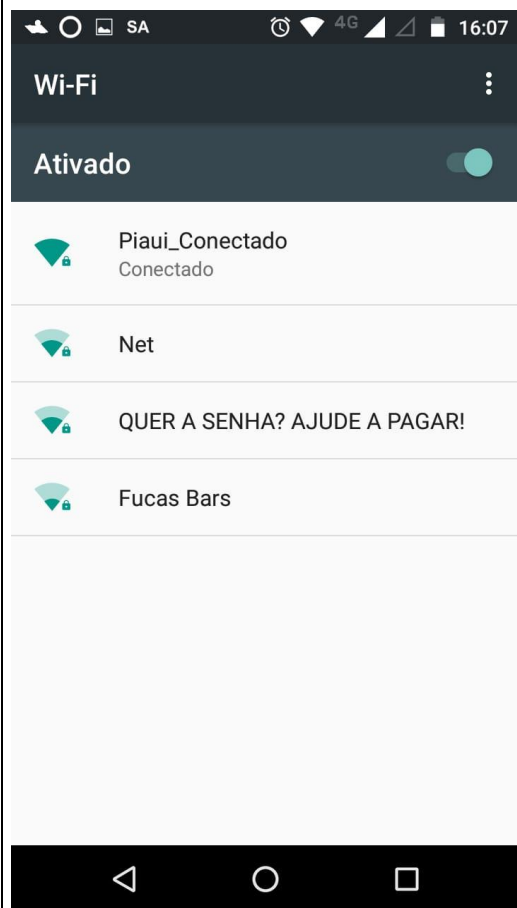 SA 4G 16:07
Wi-Fi
Ativado
Piaui_Conectado
Conectado
Net
QUER A SENHA? AJUDE A PAGAR!
Fucas Bars